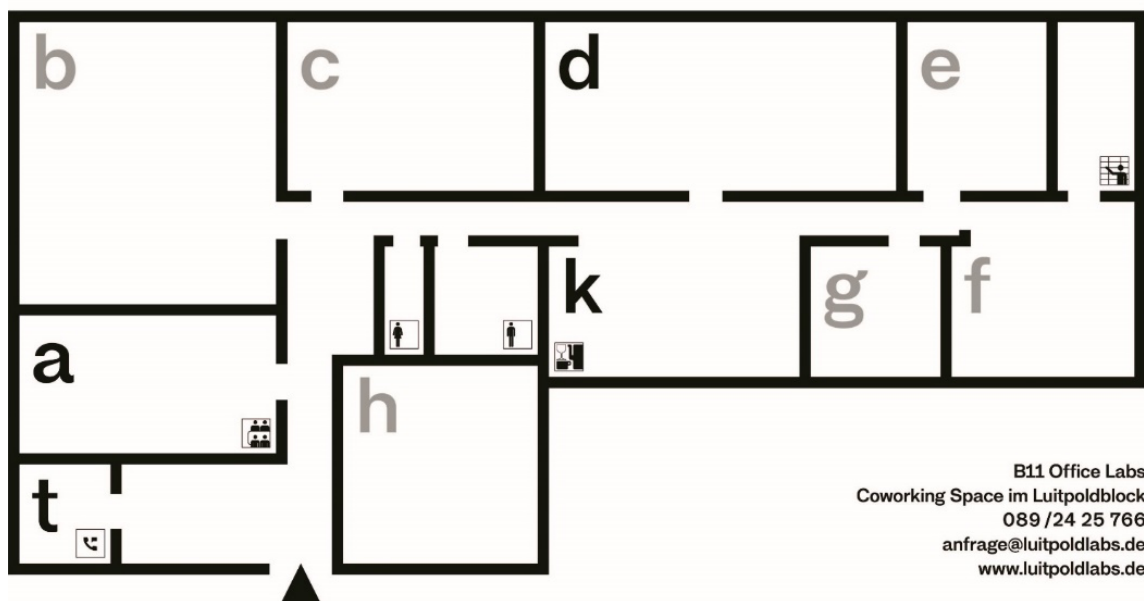 b
c
d
e
a
k
g
f
h
t
B11 Office Labs
Coworking Space im Luitpoldblock
089 /24 25 766
anfrage@luitpoldlabs.de
www.luitpoldlabs.de